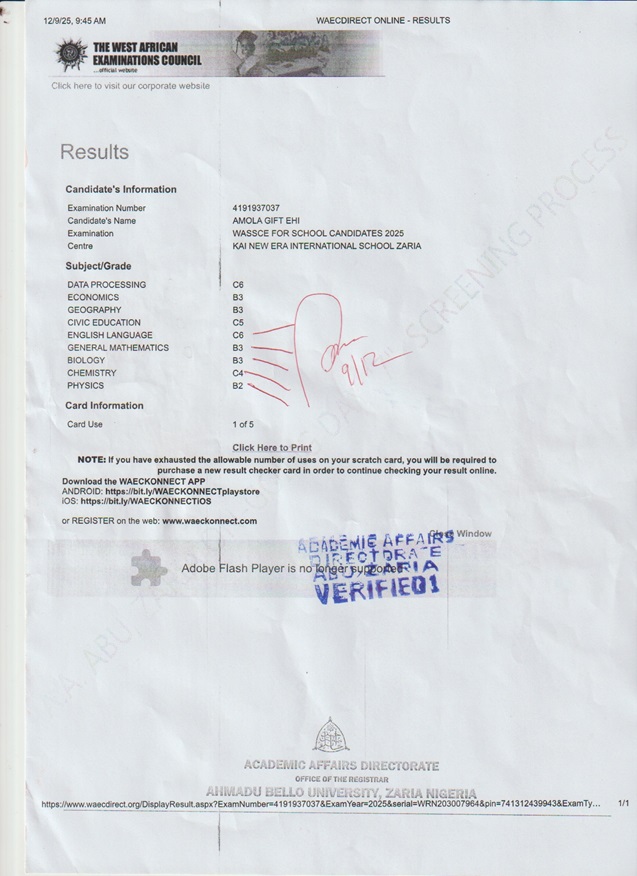 12/9/25, 9:45 AM WAECDIRECT ONLINE - RESULTS
THE WEST AFRICAN
EXAMINATIONS COUNCIL
...official website
Click here to visit our corporate website
Results
Candidate's Information
Examination Number 4191937037
Candidate's Name AMOLA GIFT EHI
Examination WASSCE FOR SCHOOL CANDIDATES 2025
Centre KAI NEW ERA INTERNATIONAL SCHOOL ZARIA
Subject/Grade
DATA PROCESSING C6
ECONOMICS B3
GEOGRAPHY B3
CIVIC EDUCATION C5
ENGLISH LANGUAGE C6
GENERAL MATHEMATICS B3
BIOLOGY B3
CHEMISTRY C4
PHYSICS B2
9/12
Card Information
Card Use 1 of 5
Click Here to Print
NOTE: If you have exhausted the allowable number of uses on your scratch card, you will be required to
purchase a new result checker card in order to continue checking your result online.
Download the WAECKONNECT APP
ANDROID: https://bit.ly/WAECKONNECTplaystore
iOS: https://bit.ly/WAECKONNECTiOS
or REGISTER on the web: www.waeckonnect.com
Window
ACADEMIC AFFAIRS
DIRECTORATE
ABU ZARIA
VERIFIED1
Adobe Flash Player is no longer supported
SCREENING PROCESS
ACADEMIC AFFAIRS DIRECTORATE
OFFICE OF THE REGISTRAR
AHMADU BELLO UNIVERSITY, ZARIA NIGERIA
https://www.waecdirect.org/DisplayResult.aspx?ExamNumber=4191937037&ExamYear=2025&serial=WRN203007964&pin=741312439943&ExamTy... 1/1